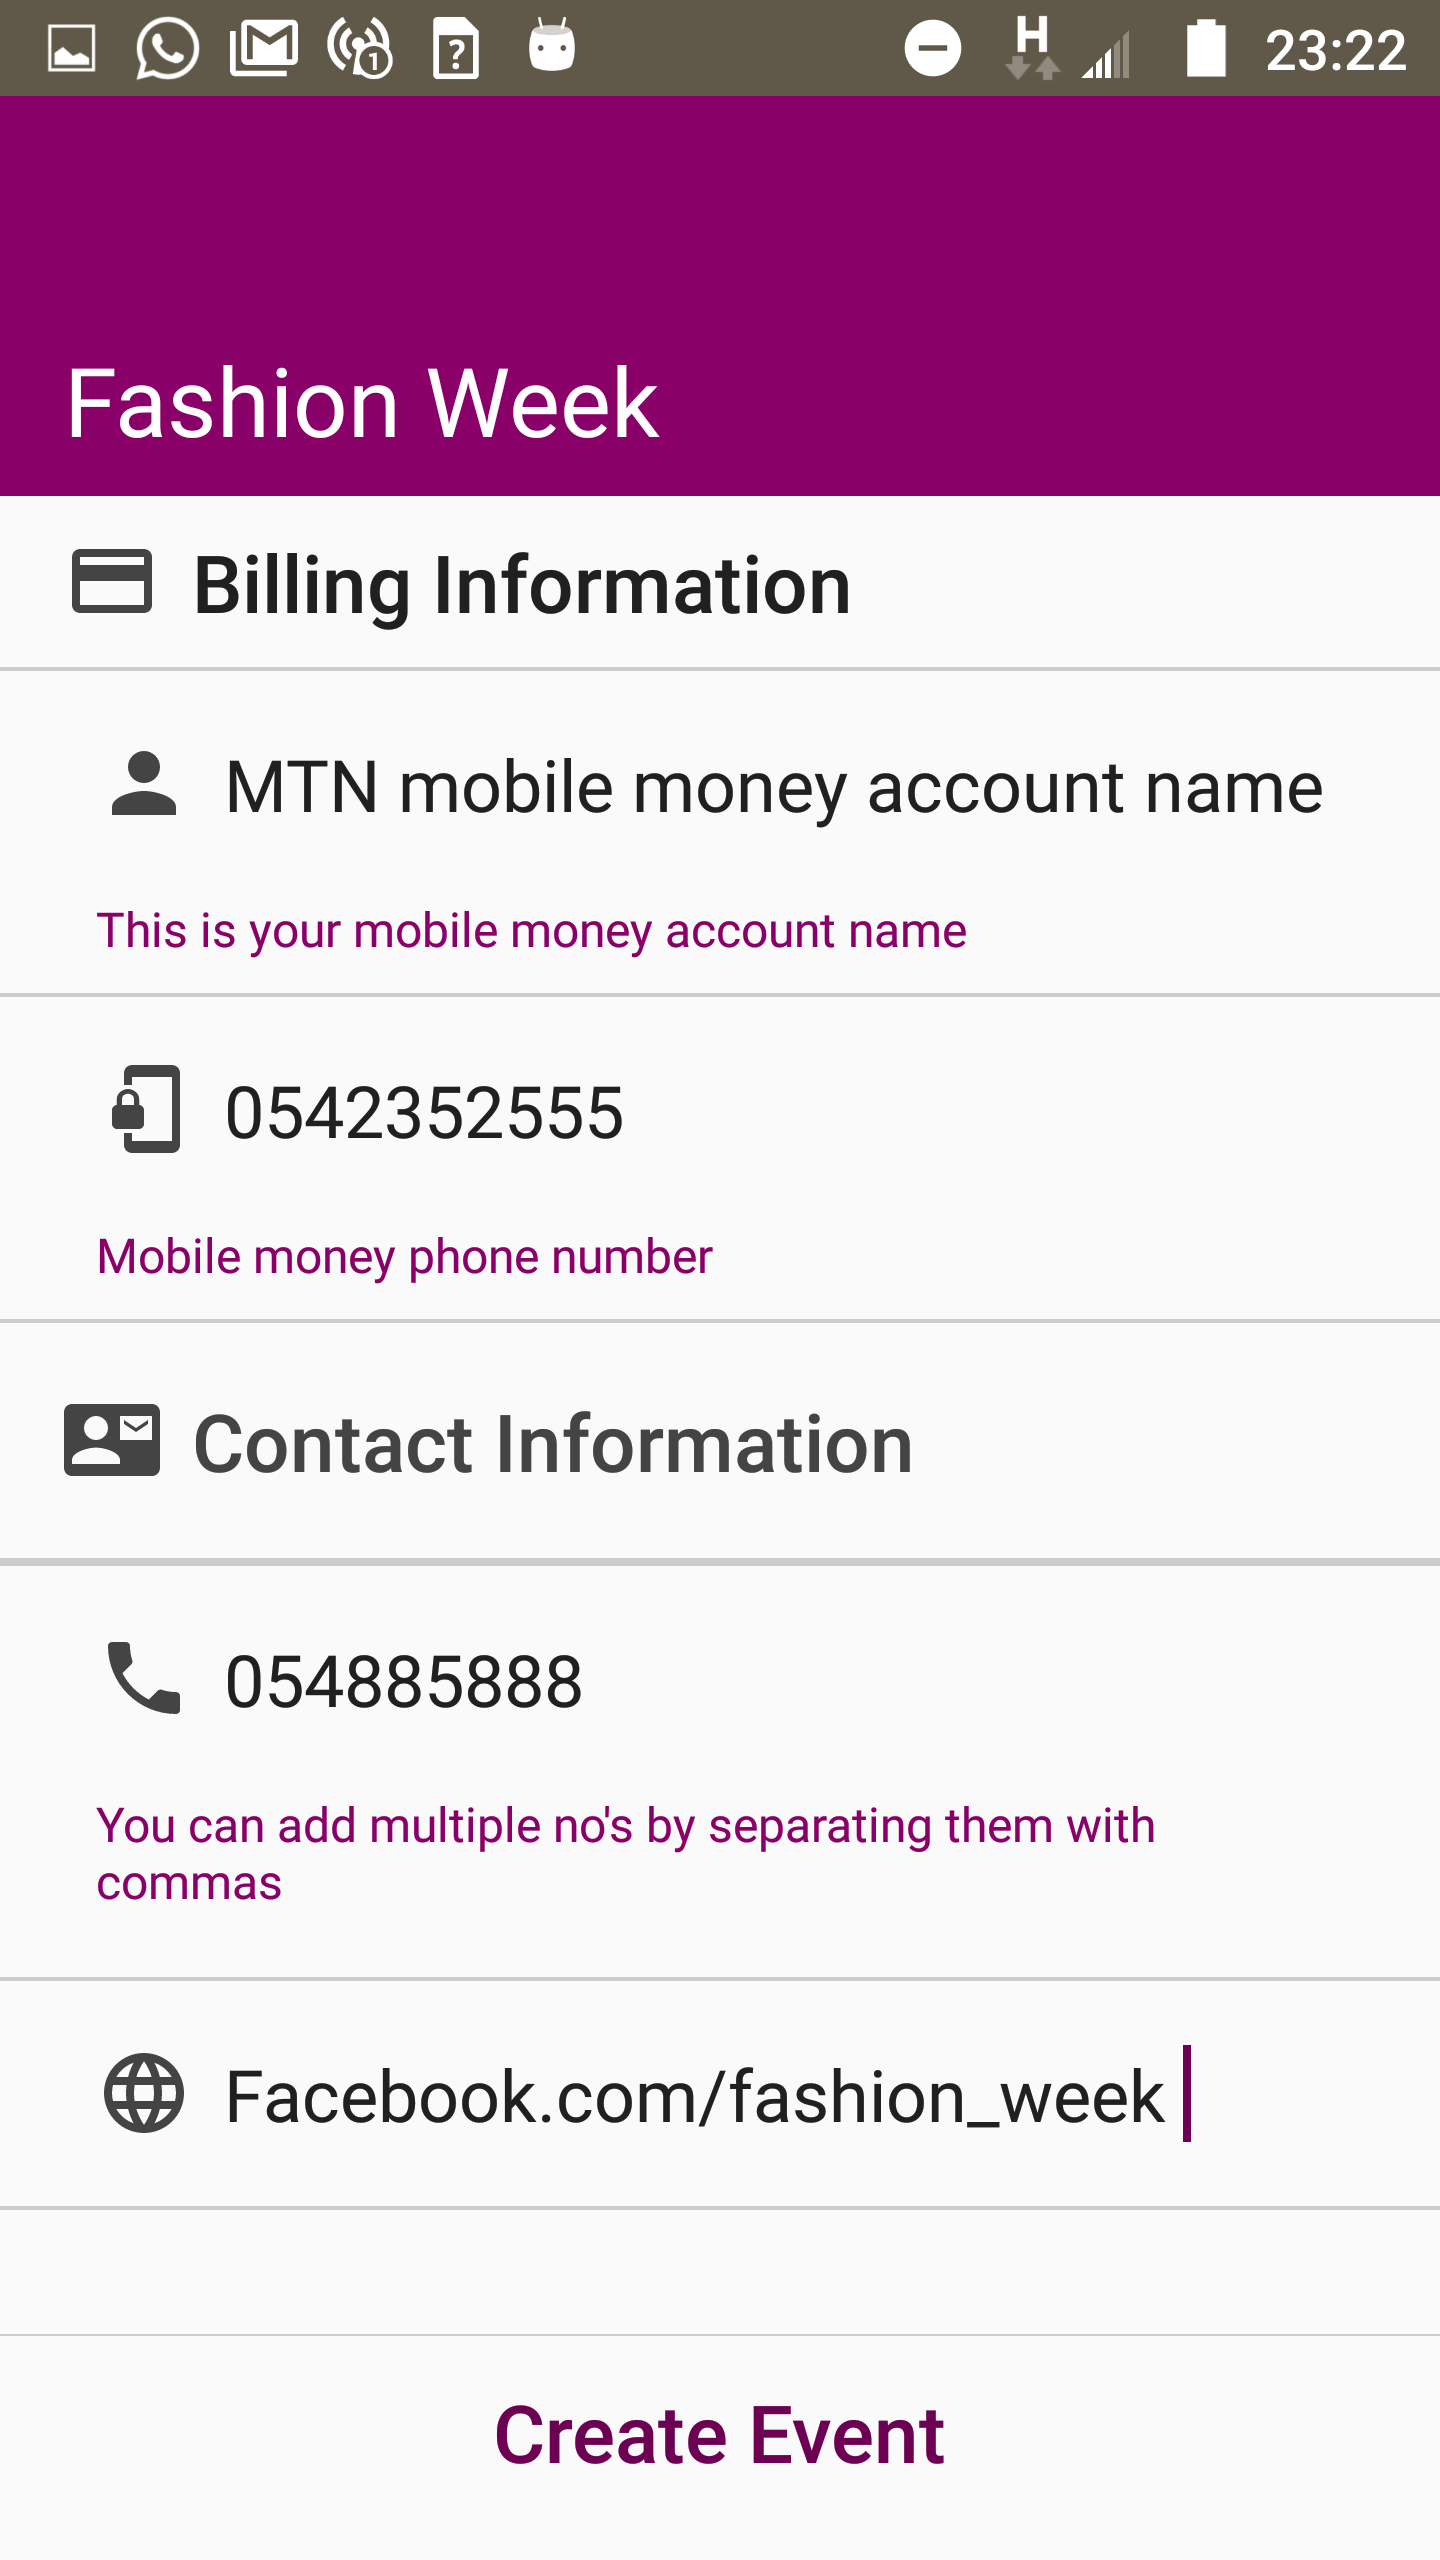 H 23:22
Fashion Week
Billing Information
MTN mobile money account name
This is your mobile money account name
0542352555
Mobile money phone number
Contact Information
054885888
You can add multiple no's by separating them with
commas
Facebook.com/fashion_week
Create Event